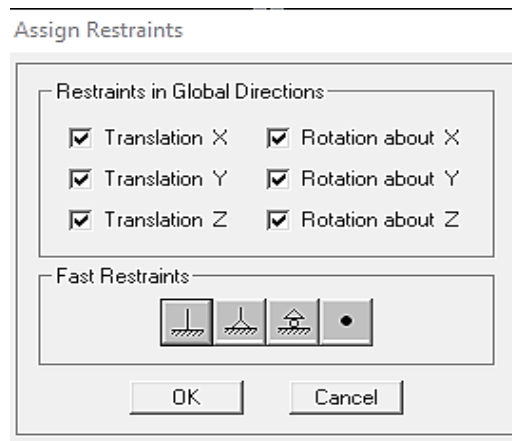 Assign Restraints
Restraints in Global Directions
Translation X Rotation about X
Translation Y Rotation about Y
Translation Z Rotation about Z
Fast Restraints
OK Cancel